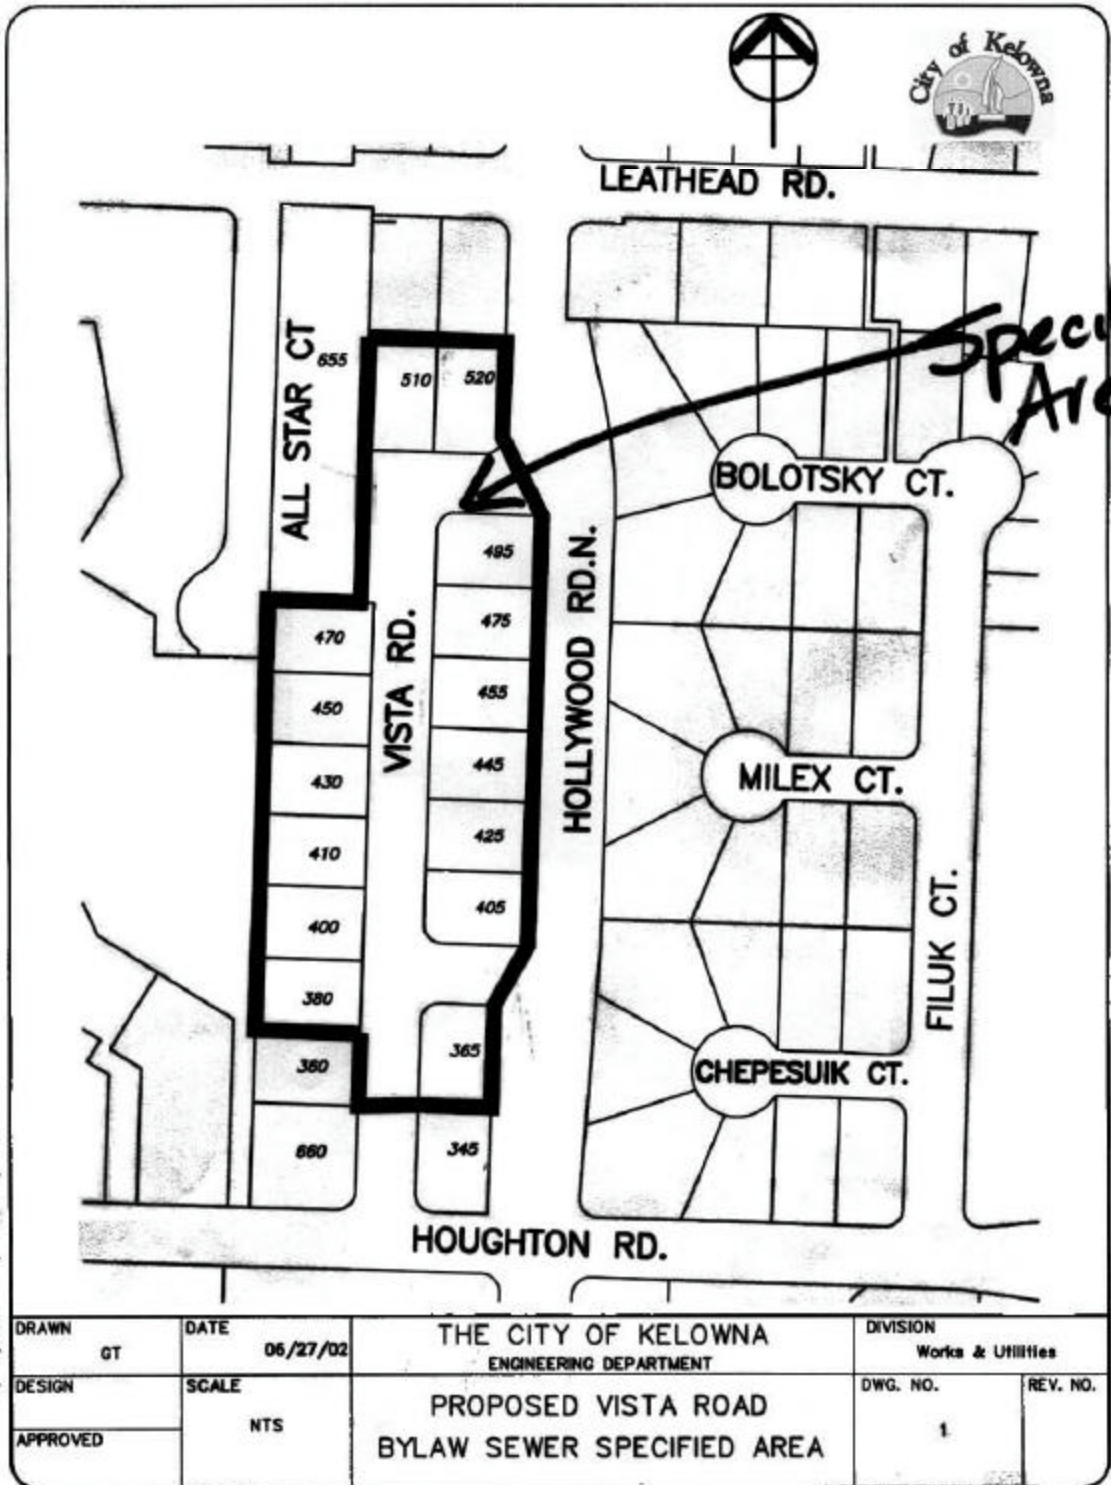 City of Kelowna
LEATHEAD RD.
ALL STAR CT
655
510
520
BOLOTSKY CT.
495
475
455
445
425
405
VISTA RD.
HOLLYWOOD RD.N.
470
450
430
410
400
380
MILEX CT.
FILUK CT.
365
360
CHEPESUIK CT.
660
345
HOUGHTON RD.
DRAWN
GT
DATE
06/27/02
THE CITY OF KELOWNA
ENGINEERING DEPARTMENT
DIVISION
Works & Utilities
DESIGN
SCALE
NTS
PROPOSED VISTA ROAD
BYLAW SEWER SPECIFIED AREA
DWG. NO.
1
REV. NO.
APPROVED